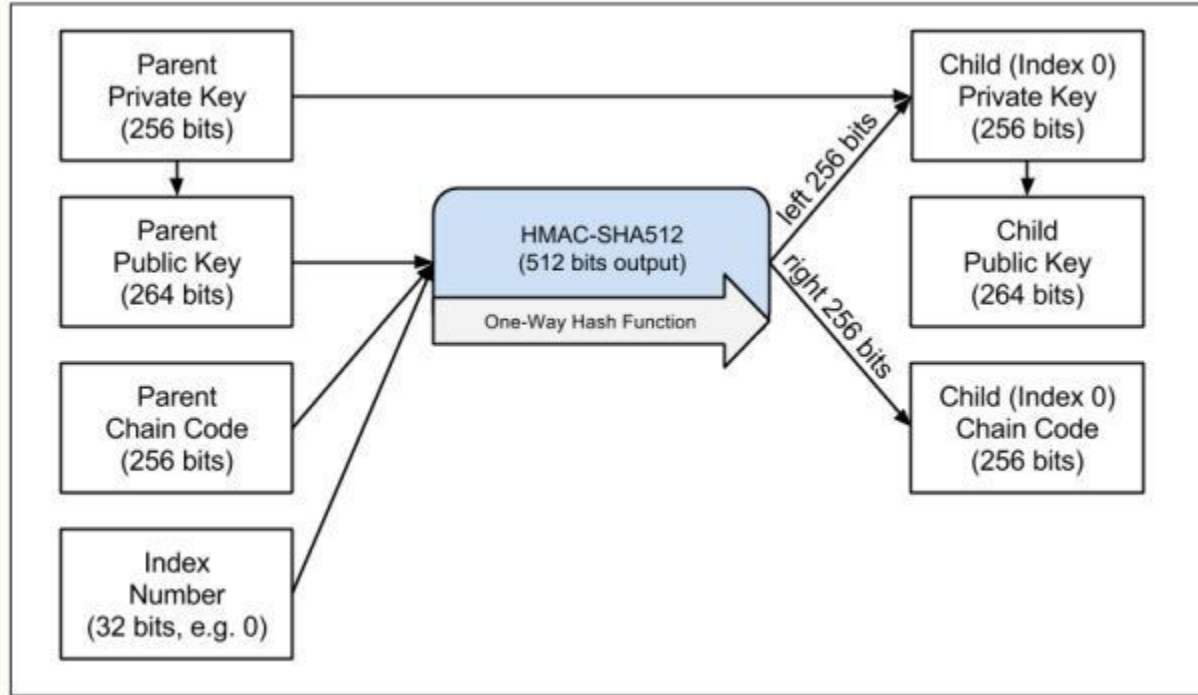 Parent
Private Key
(256 bits)
Parent
Public Key
(264 bits)
Parent
Chain Code
(256 bits)
Index
Number
(32 bits, e.g. 0)
HMAC-SHA512
(512 bits output)
One-Way Hash Function
left 256 bits
right 256 bits
Child (Index 0)
Private Key
(256 bits)
Child
Public Key
(264 bits)
Child (Index 0)
Chain Code
(256 bits)